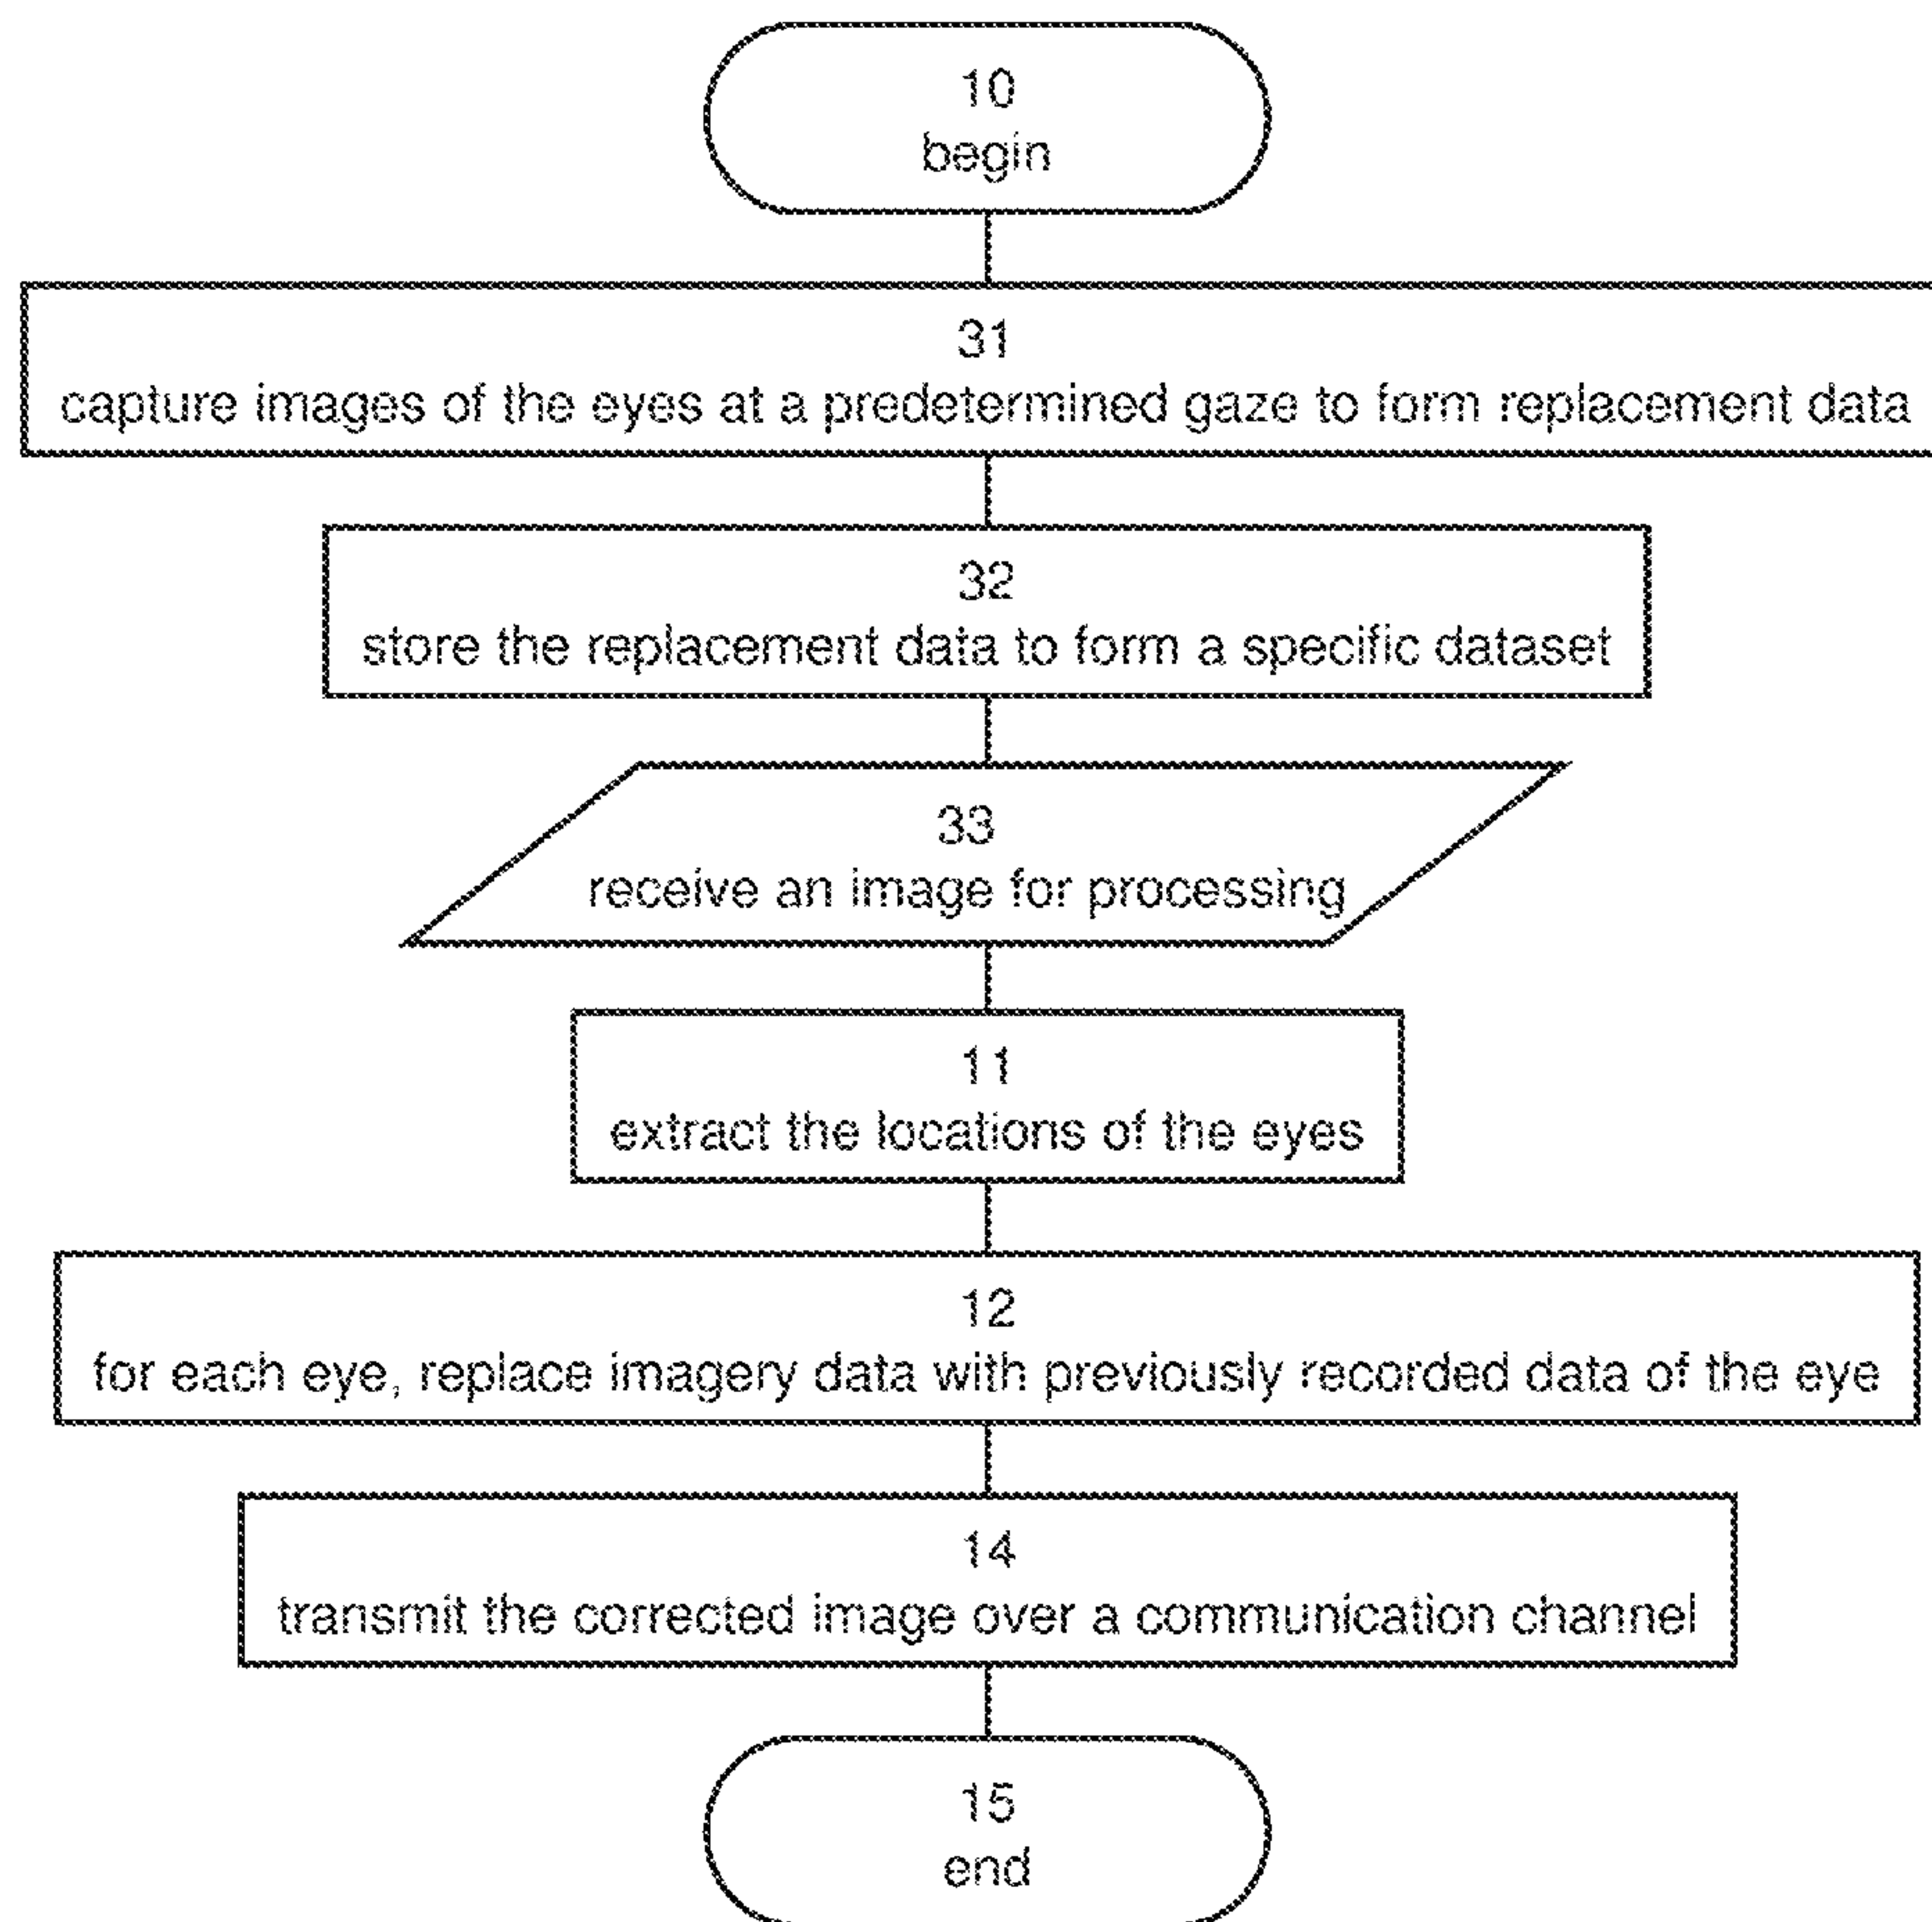 10
begin
31
capture images of the eyes at a predetermined gaze to form replacement data
32
store the replacement data to form a specific dataset
33
receive an image for processing
11
extract the locations of the eyes
12
for each eye, replace imagery data with previously recorded data of the eye
14
transmit the corrected image over a communication channel
15
end